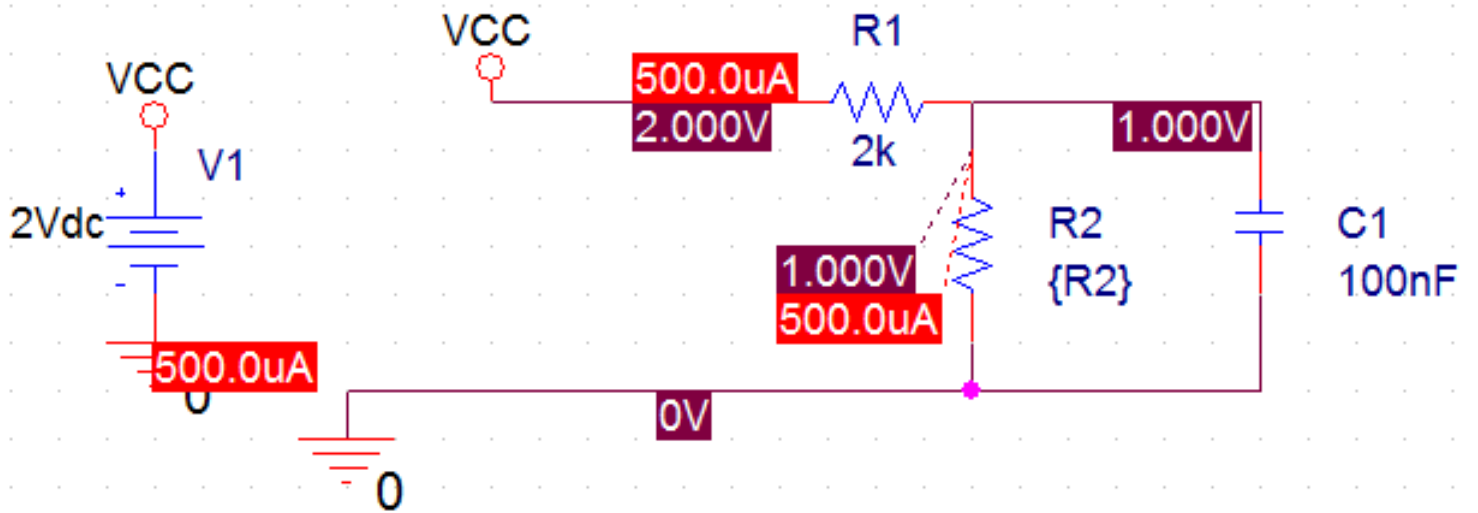 VCC
R1
VCC
500.0uA
2.000V
1.000V
2k
V1
+
2Vdc
R2
C1
1.000V
{R2}
100nF
-
500.0uA
500.0uA
0
0V
0